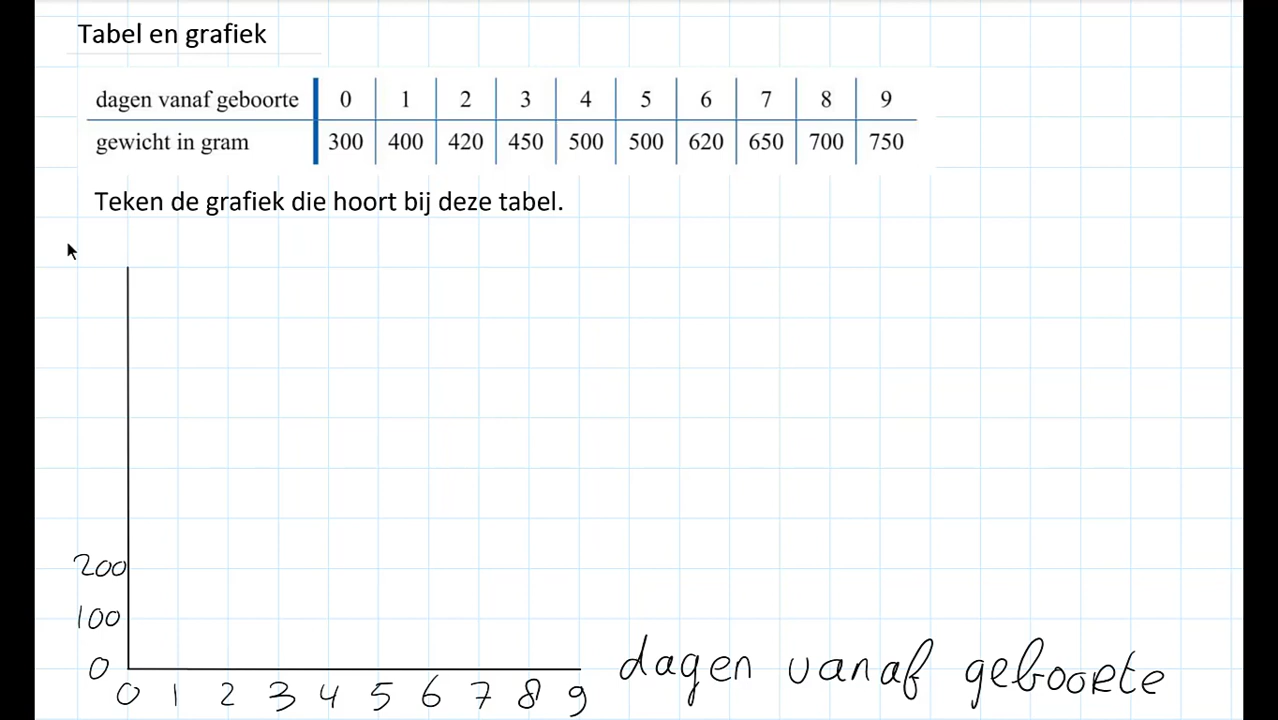 Tabel en grafiek
dagen vanaf geboorte 0 1 2 3 4 5 6 7 8 9
gewicht in gram 300 400 420 450 500 500 620 650 700 750
Teken de grafiek die hoort bij deze tabel.
200
100
0
0 1 2 3 4 5 6 7 8 9 dagen vanaf geboorte